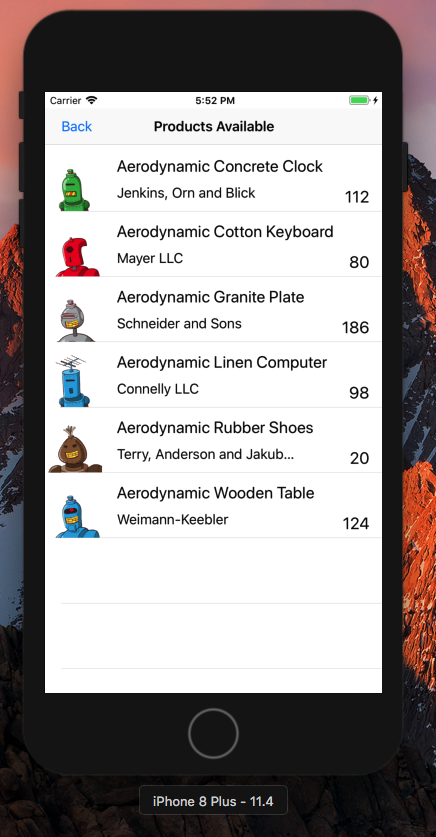 Carrier 5:52 PM
Back Products Available
Aerodynamic Concrete Clock
Jenkins, Orn and Blick 112
Aerodynamic Cotton Keyboard
Mayer LLC 80
Aerodynamic Granite Plate
Schneider and Sons 186
Aerodynamic Linen Computer
Connelly LLC 98
Aerodynamic Rubber Shoes
Terry, Anderson and Jakub... 20
Aerodynamic Wooden Table
Weimann-Keebler 124
iPhone 8 Plus - 11.4